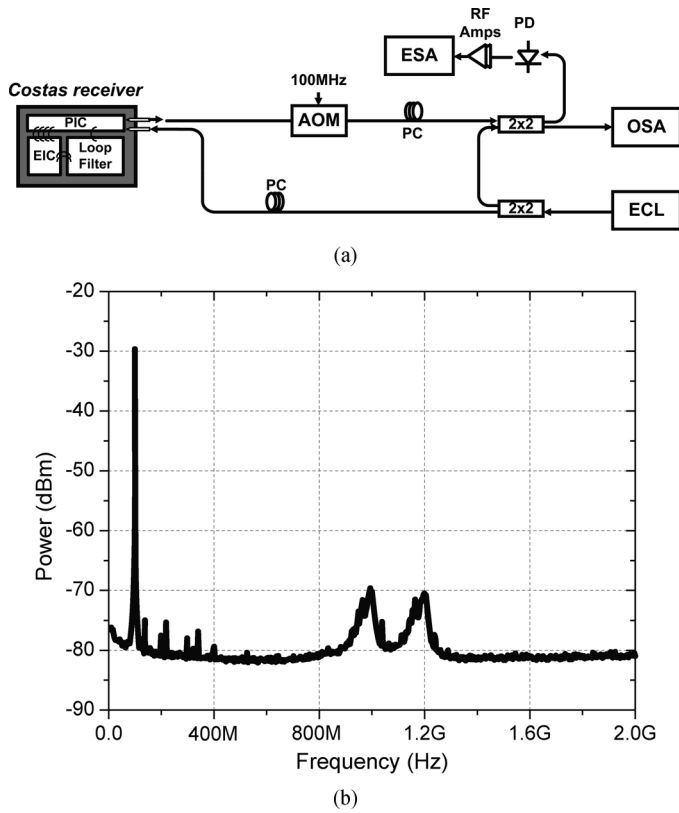 RF
Amps
PD
ESA
Costas receiver
100MHz
PIC
AOM
PC
2x2
OSA
EIC
Loop
Filter
PC
2x2
ECL
(a)
-20
-30
-40
-50
-60
-70
-80
-90
Power (dBm)
0.0
400M
800M
1.2G
1.6G
2.0G
Frequency (Hz)
(b)